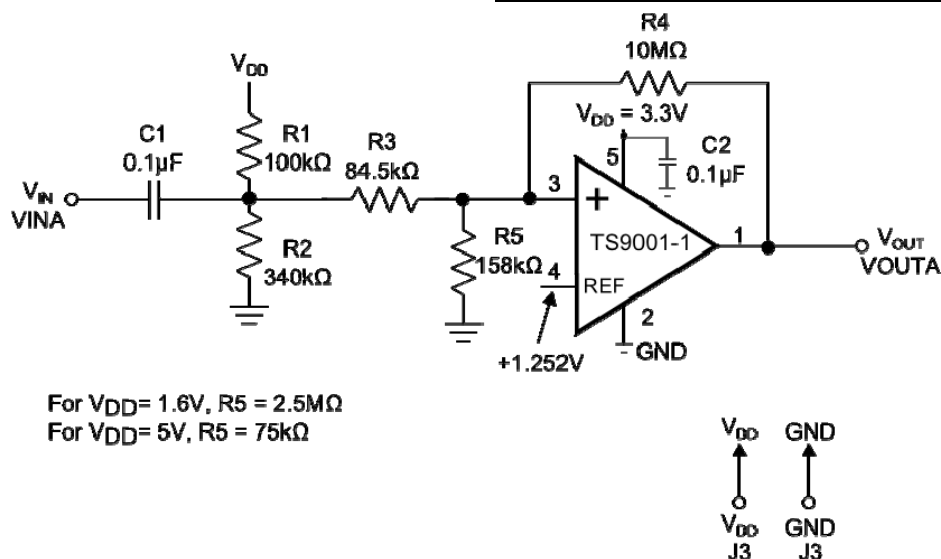 R4
10MΩ
VDD
VDD = 3.3V
C1
0.1µF
R1
100kΩ
R3
84.5kΩ
C2
0.1µF
5
3
+
VIN
VINA
TS9001-1
1
VOUT
VOUTA
R2
340kΩ
R5
158kΩ
4
REF
2
GND
+1.252V
For VDD= 1.6V, R5 = 2.5MΩ
For VDD= 5V, R5 = 75kΩ
VDD GND
VDD GND
J3 J3